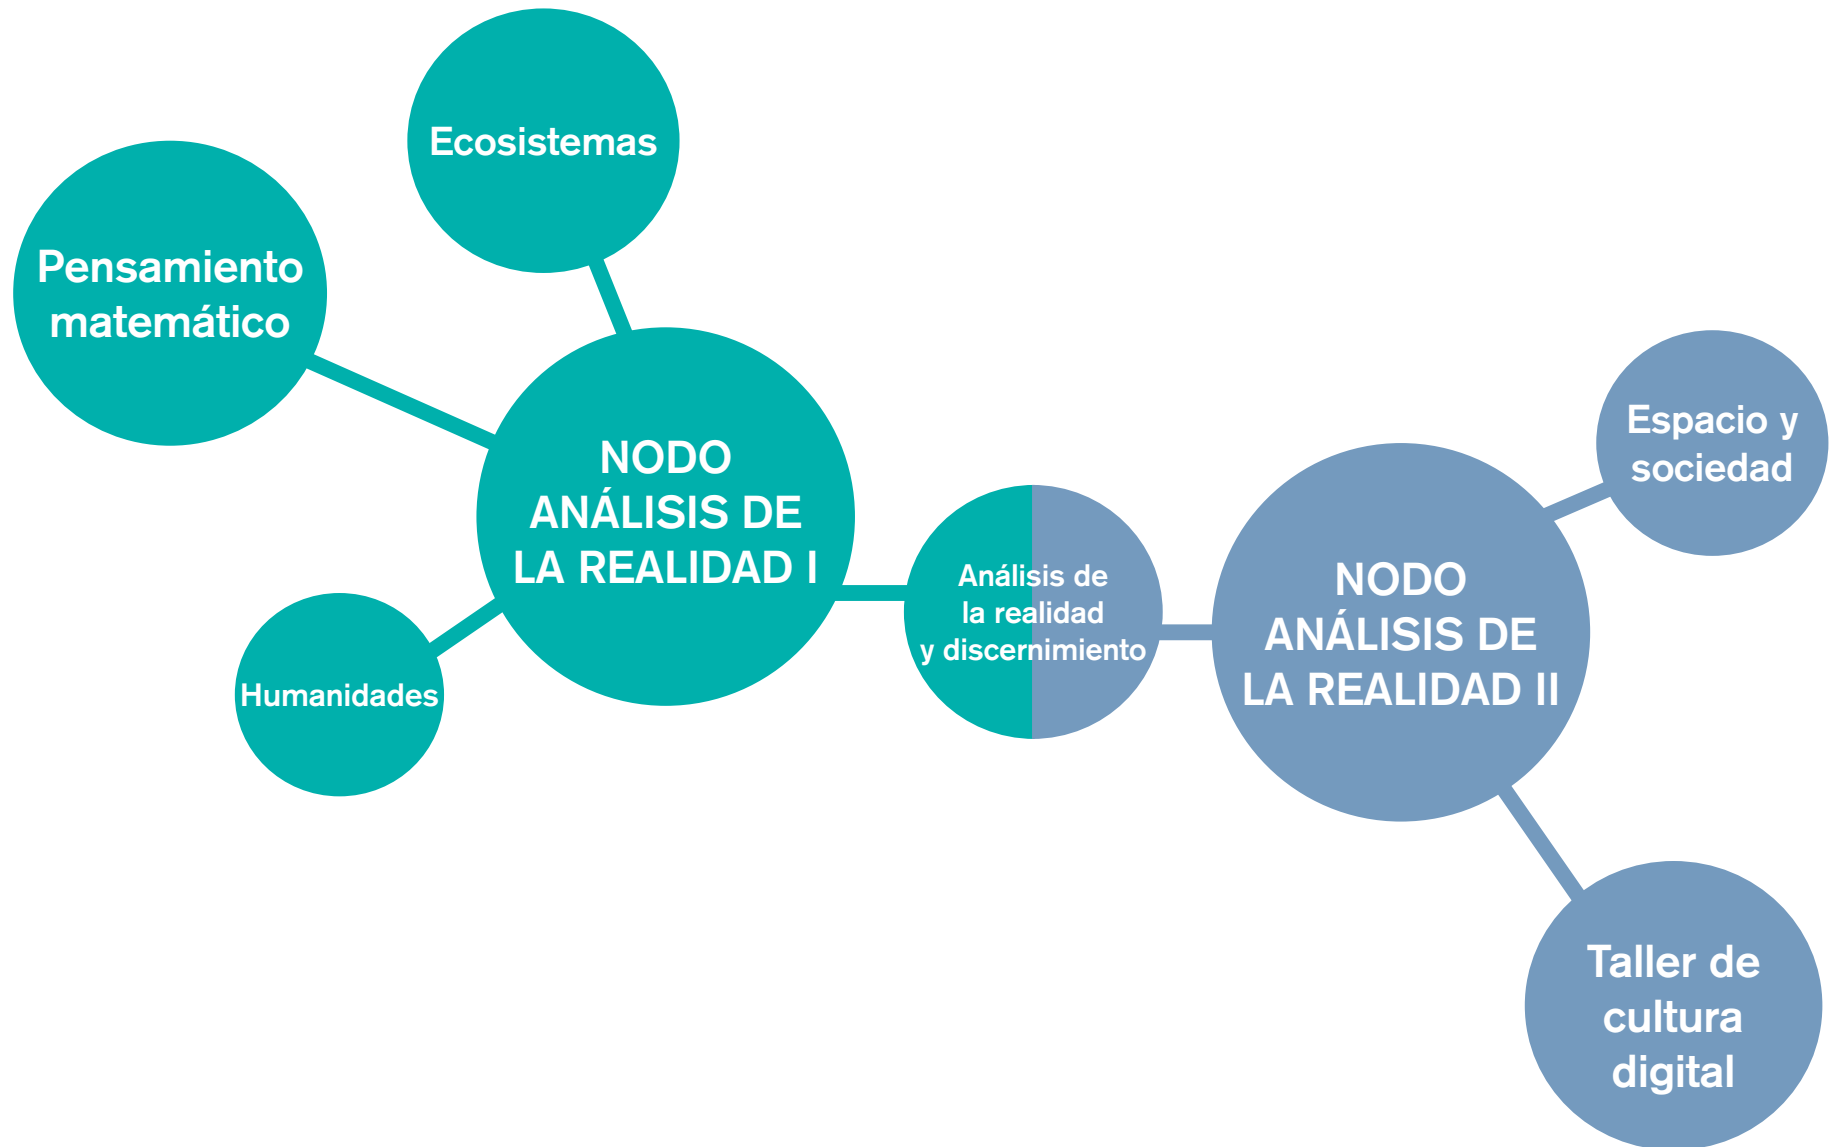 Ecosistemas
Pensamiento
matemático
NODO
ANÁLISIS DE
LA REALIDAD I
Humanidades
Análisis de
la realidad
y discernimiento
NODO
ANÁLISIS DE
LA REALIDAD II
Espacio y
sociedad
Taller de
cultura
digital